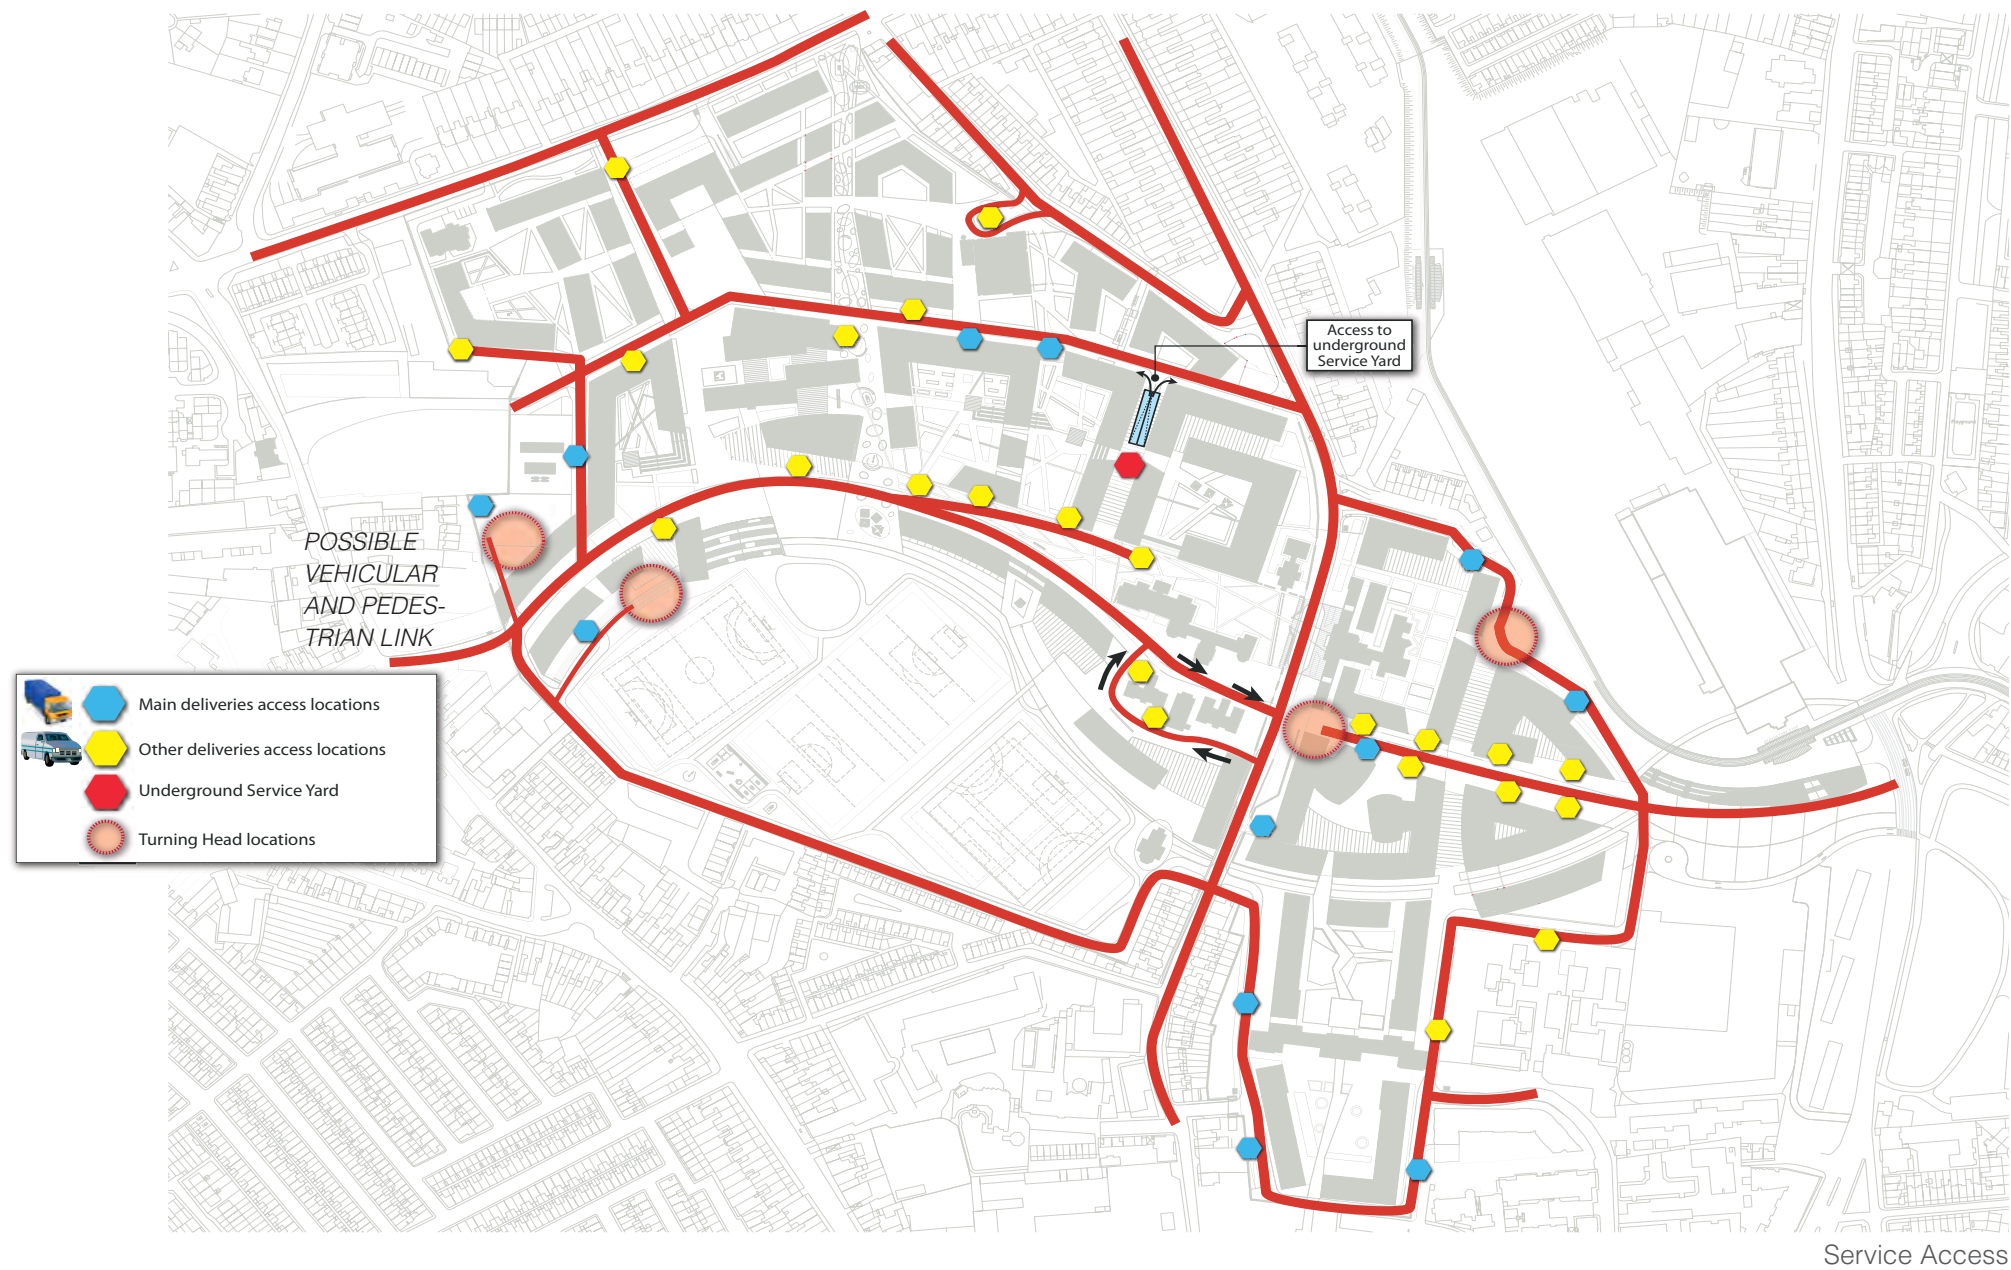 Access to
underground
Service Yard
POSSIBLE
VEHICULAR
AND PEDES-
TRIAN LINK
Main deliveries access locations
Other deliveries access locations
Underground Service Yard
Turning Head locations
Service Access